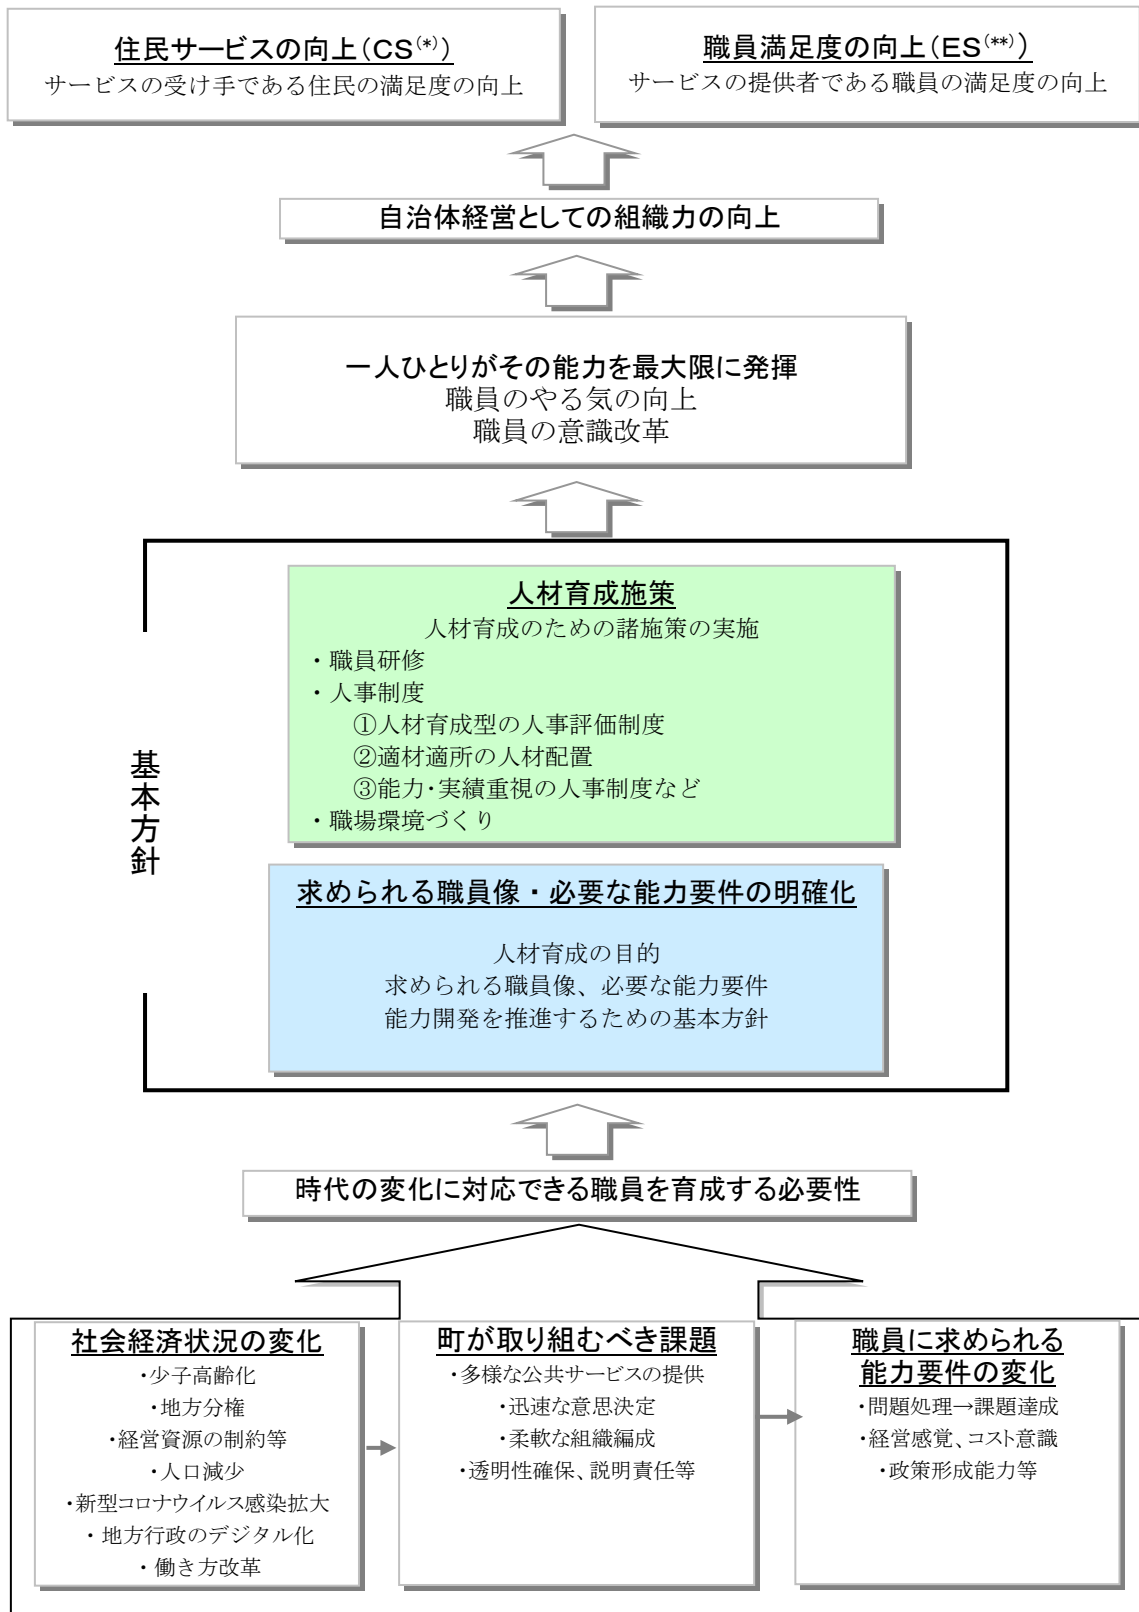 住民サービスの向上（CS(*)）
サービスの受け手である住民の満足度の向上
職員満足度の向上（ES(**)）
サービスの提供者である職員の満足度の向上
自治体経営としての組織力の向上
一人ひとりがその能力を最大限に発揮
職員のやる気の向上
職員の意識改革
基本方針
人材育成施策
人材育成のための諸施策の実施
・職員研修
・人事制度
①人材育成型の人事評価制度
②適材適所の人材配置
③能力・実績重視の人事制度など
・職場環境づくり
求められる職員像・必要な能力要件の明確化
人材育成の目的
求められる職員像、必要な能力要件
能力開発を推進するための基本方針
時代の変化に対応できる職員を育成する必要性
社会経済状況の変化
・少子高齢化
・地方分権
・経営資源の制約等
・人口減少
・新型コロナウイルス感染拡大
・地方行政のデジタル化
・働き方改革
町が取り組むべき課題
・多様な公共サービスの提供
・迅速な意思決定
・柔軟な組織編成
・透明性確保、説明責任等
職員に求められる
能力要件の変化
・問題処理→課題達成
・経営感覚、コスト意識
・政策形成能力等